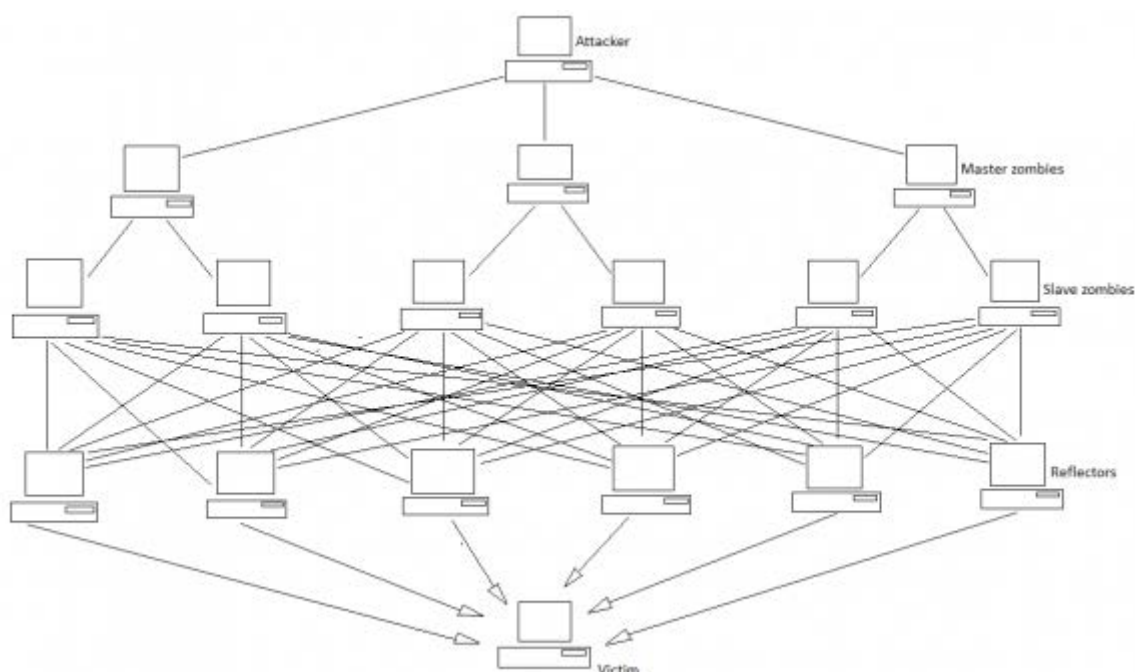 Attacker
Master zombies
Slave zombies
Reflectors
Victim